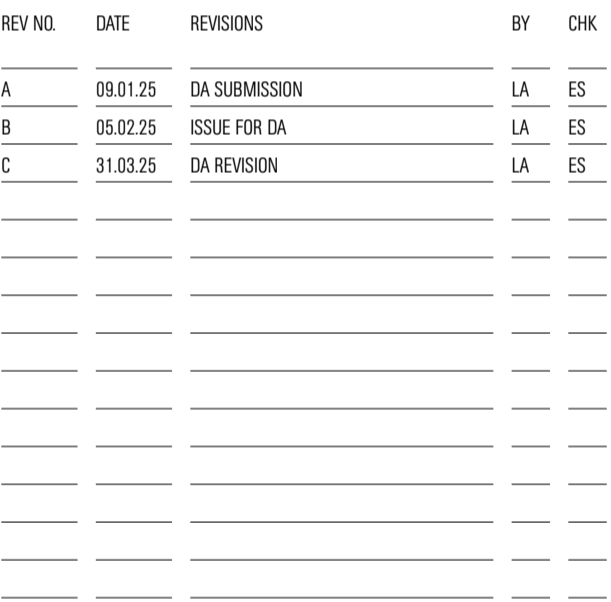 REV NO. DATE REVISIONS BY CHK
A 09.01.25 DA SUBMISSION LA ES
B 05.02.25 ISSUE FOR DA LA ES
C 31.03.25 DA REVISION LA ES